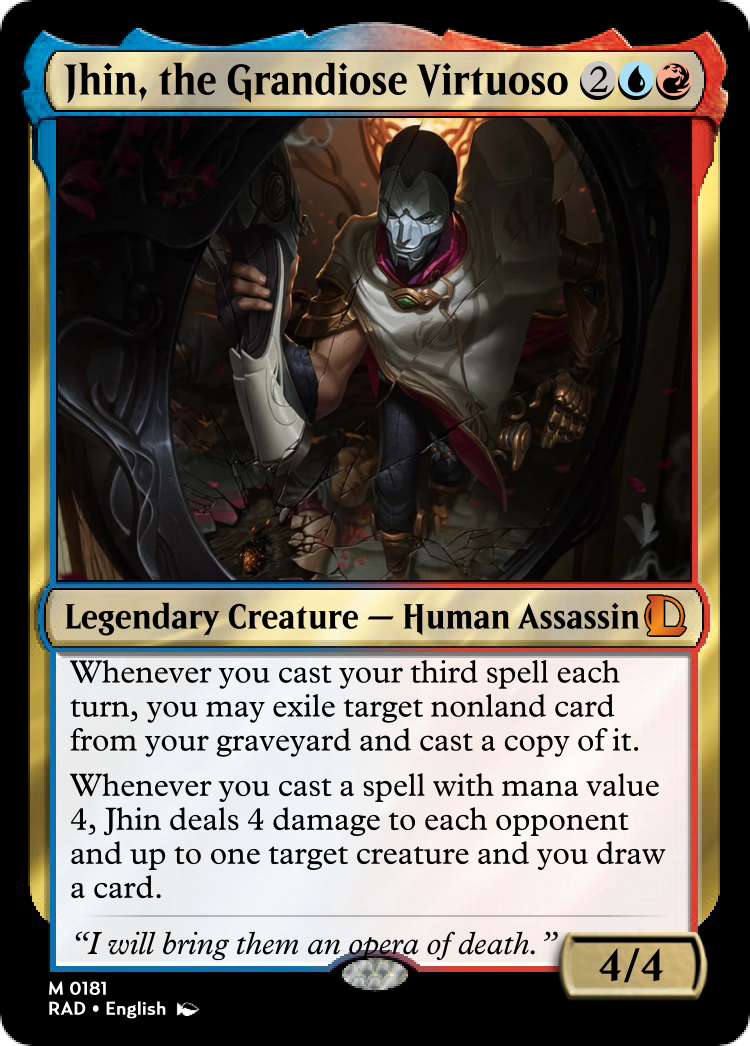 Jhin, the Grandiose Virtuoso 2
Legendary Creature — Human Assassin
Whenever you cast your third spell each
turn, you may exile target nonland card
from your graveyard and cast a copy of it.
Whenever you cast a spell with mana value
4, Jhin deals 4 damage to each opponent
and up to one target creature and you draw
a card.
“I will bring them an opera of death.”
4/4
M 0181
RAD • English